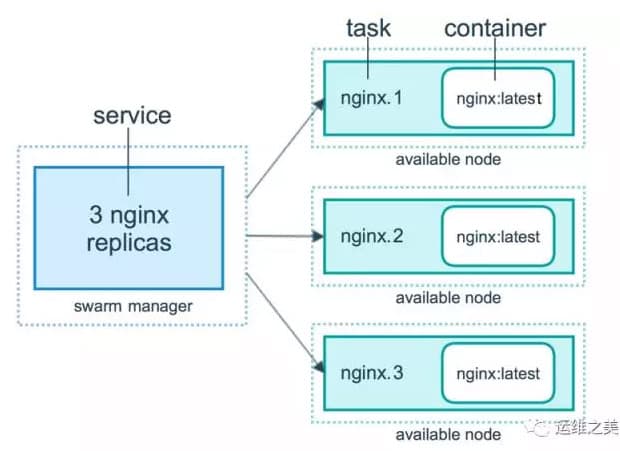 service
3 nginx
replicas
swarm manager
task
container
nginx.1
nginx:latest
available node
nginx.2
nginx:latest
available node
nginx.3
nginx:latest
available node
运维之美